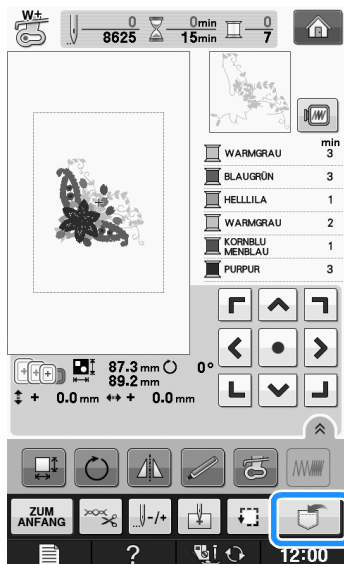 W+
0
8625
0min
15min
0
7
min
WARMGRAU 3
BLAUGRÜN 3
HELLLILA 1
WARMGRAU 2
KORNBLU
MENBLAU 1
PURPUR 3
87.3 mm 0°
89.2 mm
+ 0.0 mm + 0.0 mm
ZUM
ANFANG
-/+
?
12:00